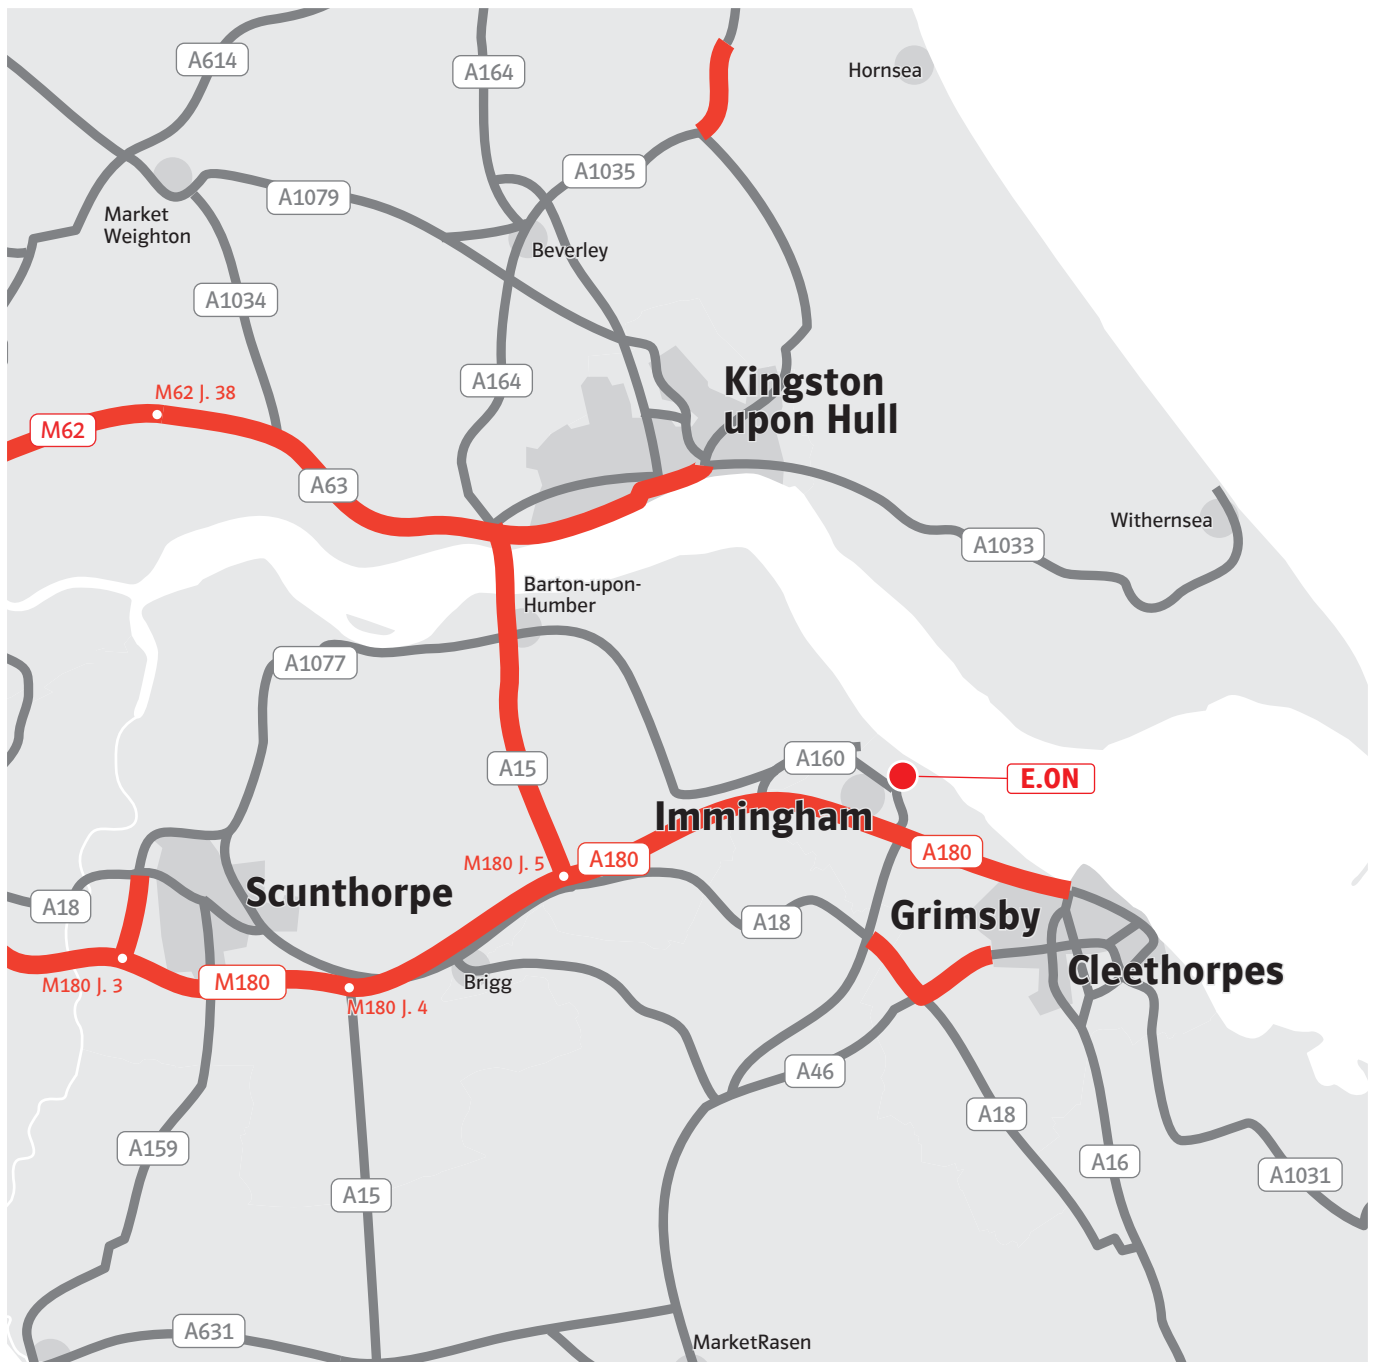 A614
A164
Hornsea
A1035
A1079
Market
Weighton
Beverley
A1034
A164
Kingston
upon Hull
M62 J. 38
M62
A63
Withernsea
A1033
Barton-upon-
Humber
A1077
A160
A15
E.ON
Immingham
A180
M180 J. 5
A180
Scunthorpe
A18
A18
Grimsby
Cleethorpes
M180
M180 J. 3
Brigg
M180 J. 4
A46
A18
A159
A16
A1031
A15
A631
MarketRasen